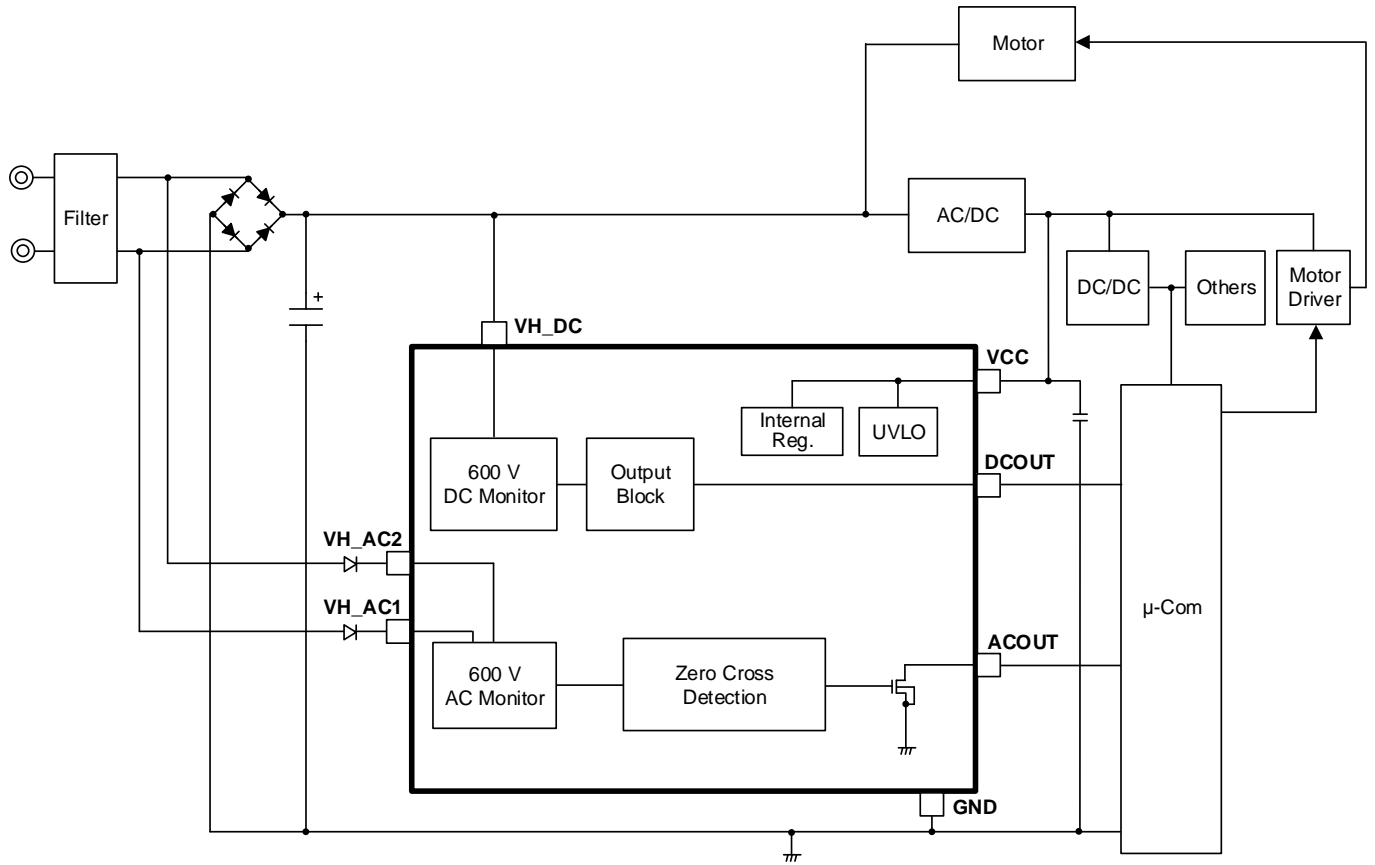 Motor
Filter
AC/DC
DC/DC
Others
Motor
Driver
+
VH_DC
VCC
Internal
Reg.
UVLO
600 V
DC Monitor
Output
Block
DCOUT
VH_AC2
VH_AC1
µ-Com
600 V
AC Monitor
Zero Cross
Detection
ACOUT
GND